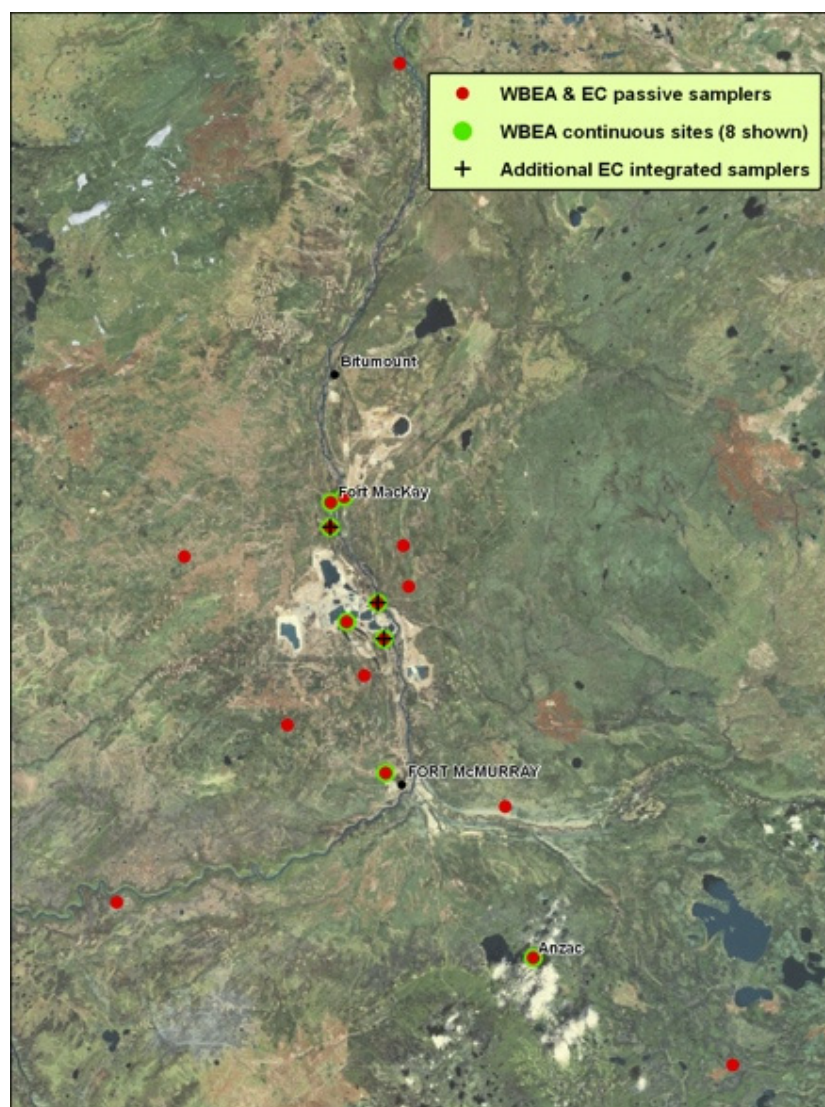 WBEA & EC passive samplers
WBEA continuous sites (8 shown)
Additional EC integrated samplers
Bitumount
Fort MacKay
FORT McMURRAY
Anzac